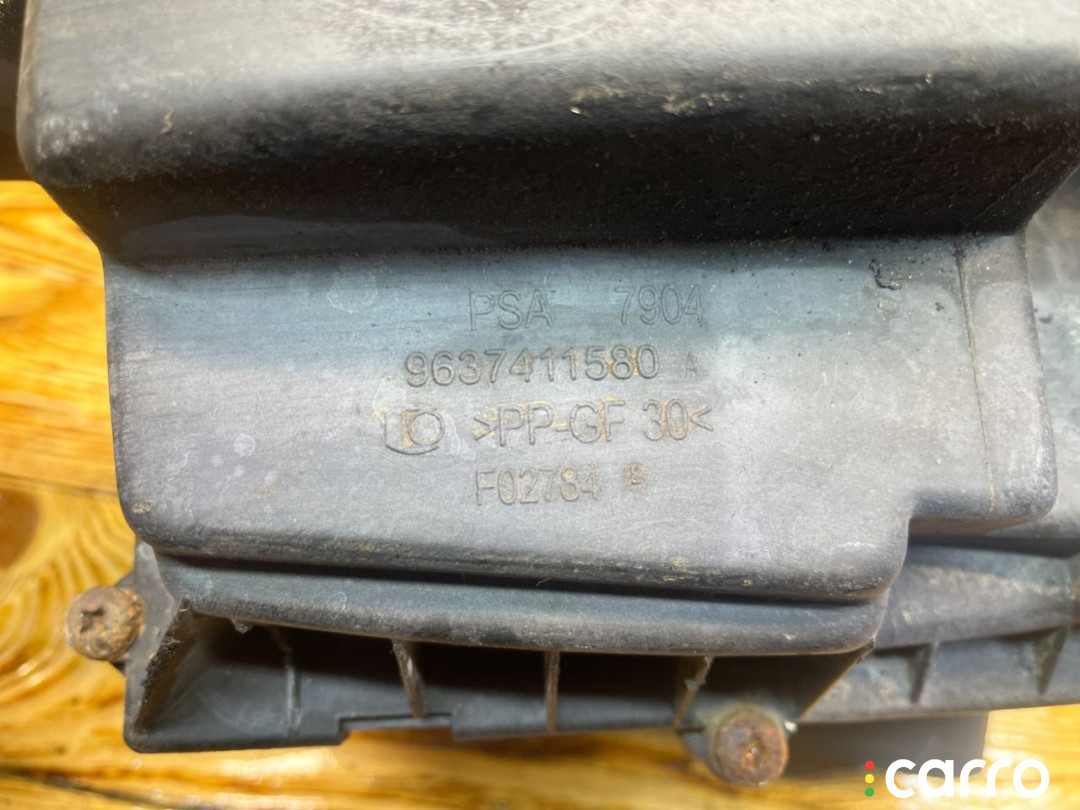 PSA 7904
9637411580 A
>PP-GF 30<
F02784 B
carro